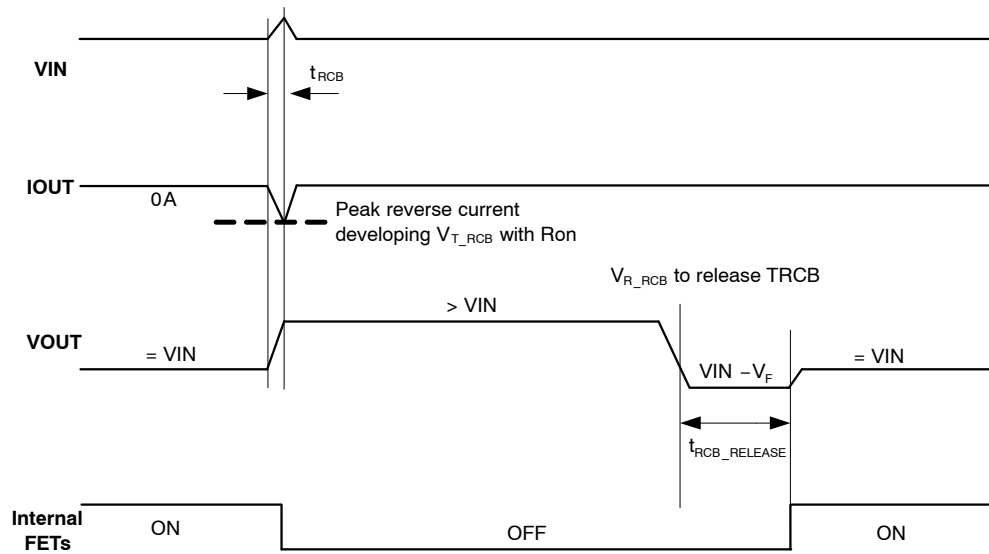 VIN
tRCB
IOUT
0A
Peak reverse current
developing VT_RCB with Ron
VR_RCB to release TRCB
> VIN
VOUT
= VIN
VIN −VF
= VIN
tRCB_RELEASE
Internal
FETs
ON
OFF
ON